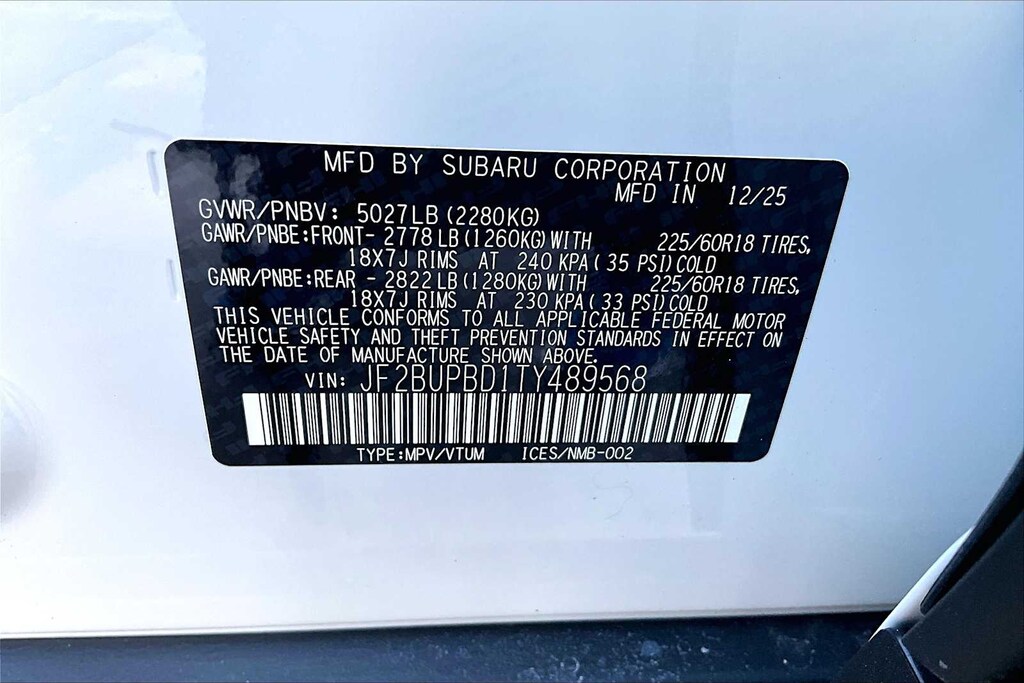 MFD BY SUBARU CORPORATION
MFD IN 12/25
GVWR/PNBV: 5027LB (2280KG)
GAWR/PNBE:FRONT- 2778 LB (1260KG) WITH 225/60R18 TIRES,
18X7J RIMS AT 240 KPA ( 35 PSI) COLD
GAWR/PNBE:REAR - 2822 LB (1280KG) WITH 225/60R18 TIRES,
18X7J RIMS AT 230 KPA ( 33 PSI) COLD
THIS VEHICLE CONFORMS TO ALL APPLICABLE FEDERAL MOTOR
VEHICLE SAFETY AND THEFT PREVENTION STANDARDS IN EFFECT ON
THE DATE OF MANUFACTURE SHOWN ABOVE.
VIN: JF2BUPBD1TY489568
TYPE:MPV/VTUM ICES/NMB-002